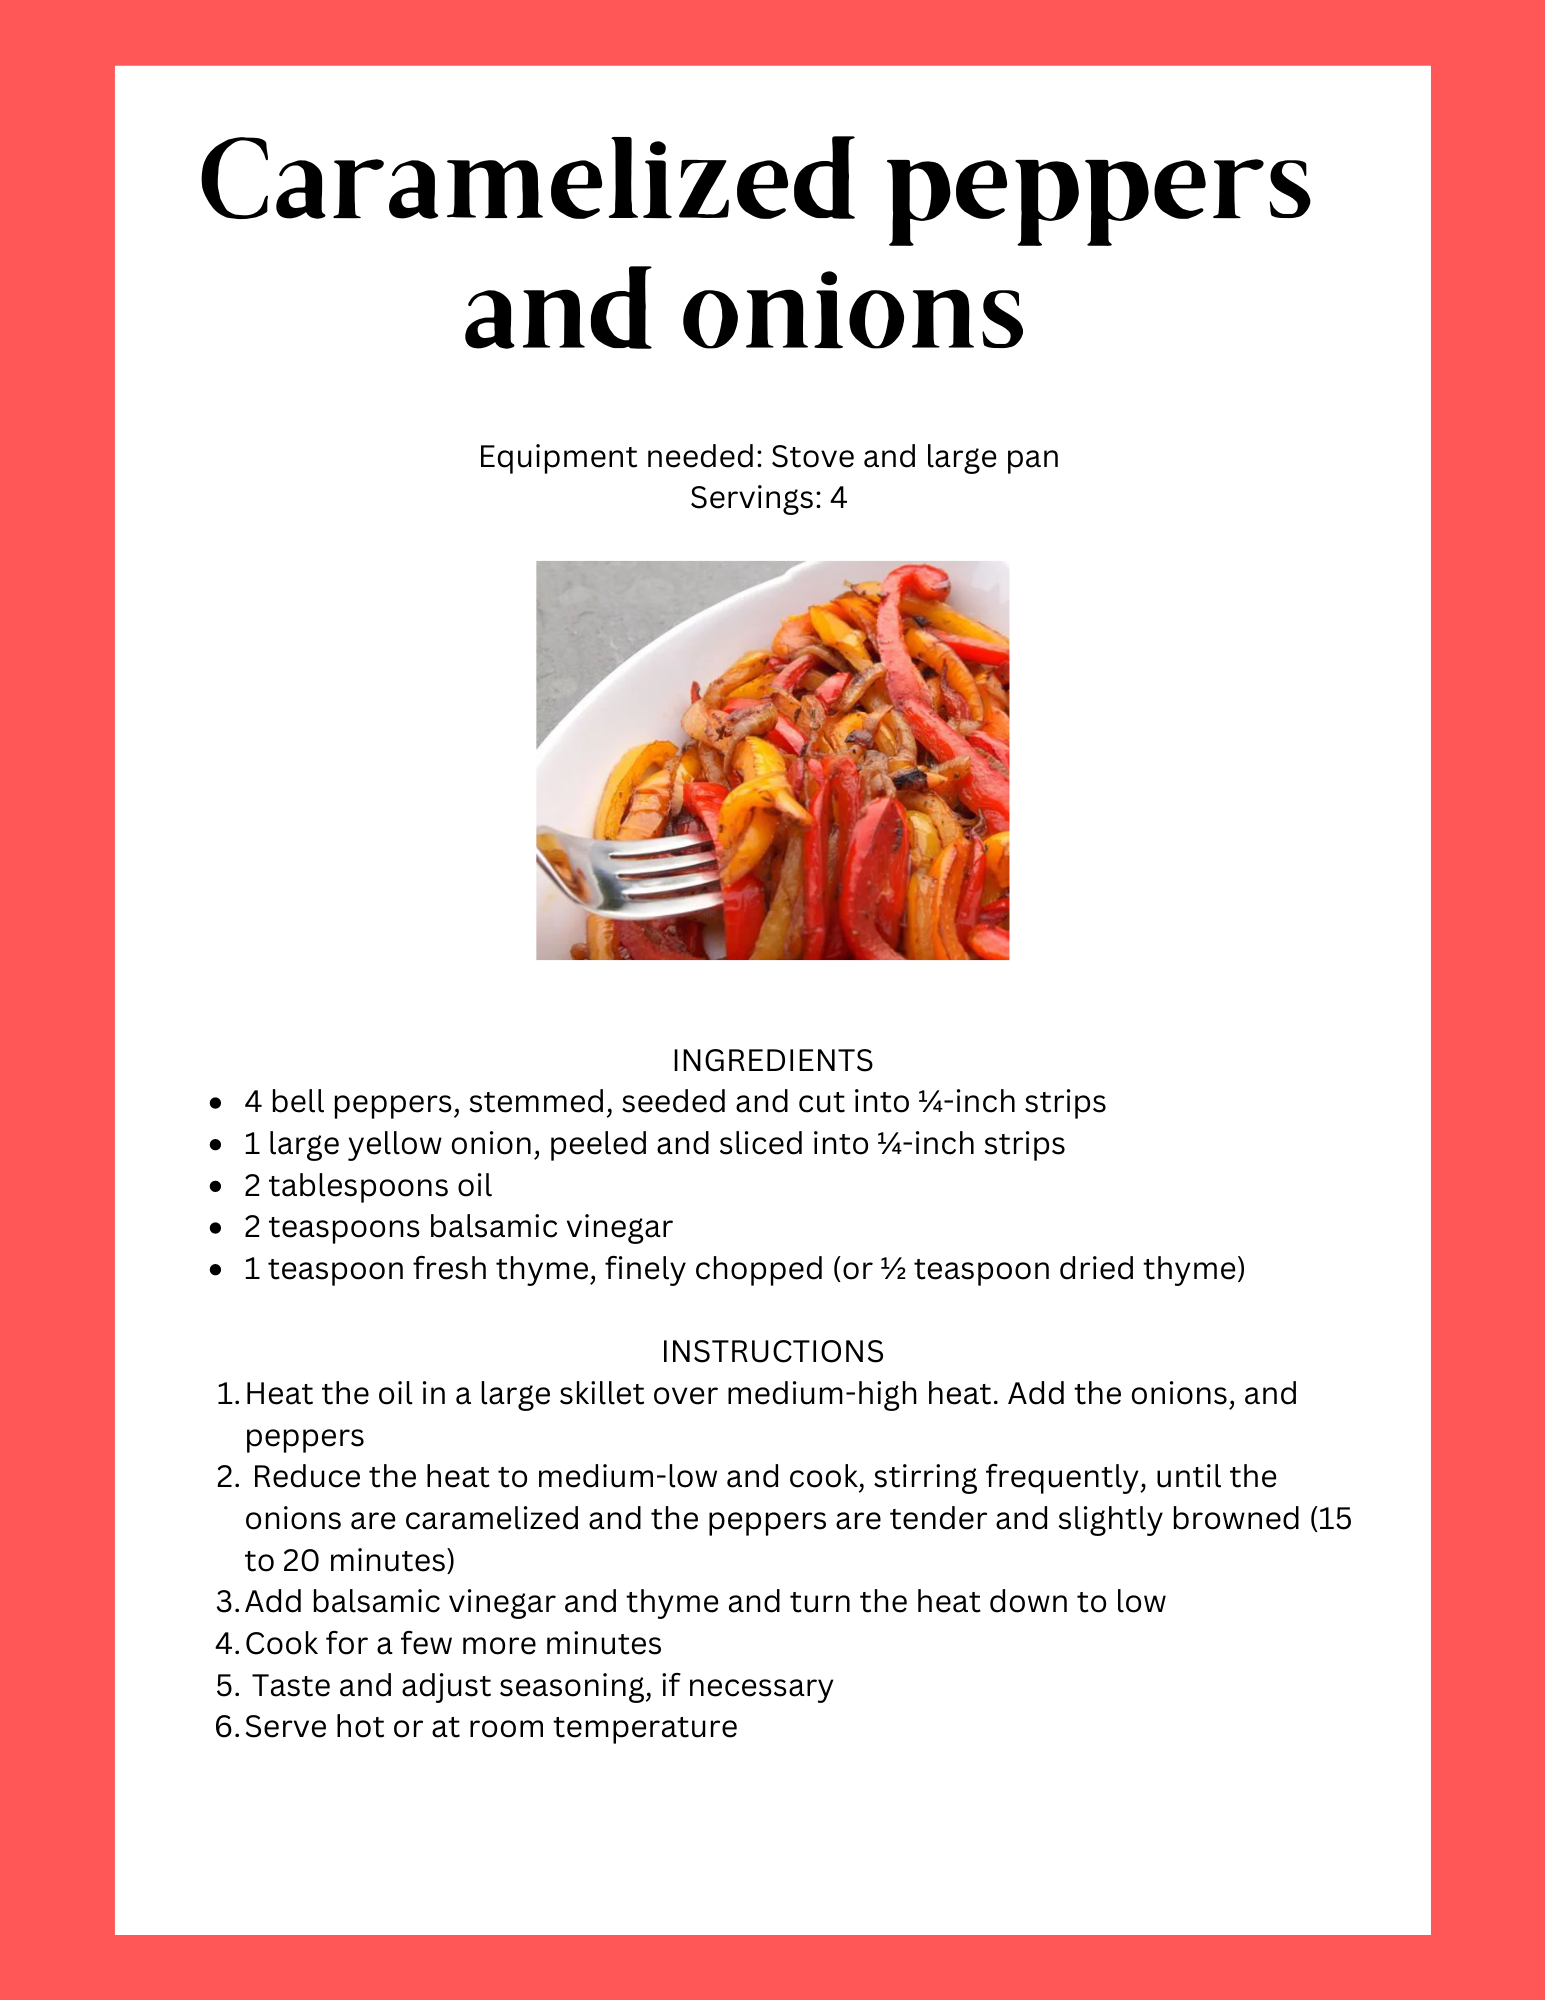 Caramelized peppers
and onions
Equipment needed: Stove and large pan
Servings: 4
INGREDIENTS
• 4 bell peppers, stemmed, seeded and cut into ¼-inch strips
• 1 large yellow onion, peeled and sliced into ¼-inch strips
• 2 tablespoons oil
• 2 teaspoons balsamic vinegar
• 1 teaspoon fresh thyme, finely chopped (or ½ teaspoon dried thyme)
INSTRUCTIONS
1. Heat the oil in a large skillet over medium-high heat. Add the onions, and
peppers
2. Reduce the heat to medium-low and cook, stirring frequently, until the
onions are caramelized and the peppers are tender and slightly browned (15
to 20 minutes)
3. Add balsamic vinegar and thyme and turn the heat down to low
4. Cook for a few more minutes
5. Taste and adjust seasoning, if necessary
6. Serve hot or at room temperature